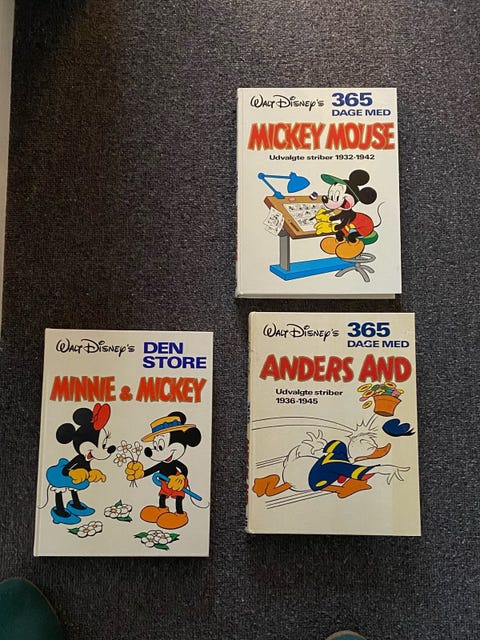 Walt Disney's
365
DAGE MED
MICKEY MOUSE
Udvalgte striber 1932-1942
Walt Disney's
DEN
STORE
MINNIE & MICKEY
Walt Disney's
365
DAGE MED
ANDERS AND
Udvalgte striber
1936-1945